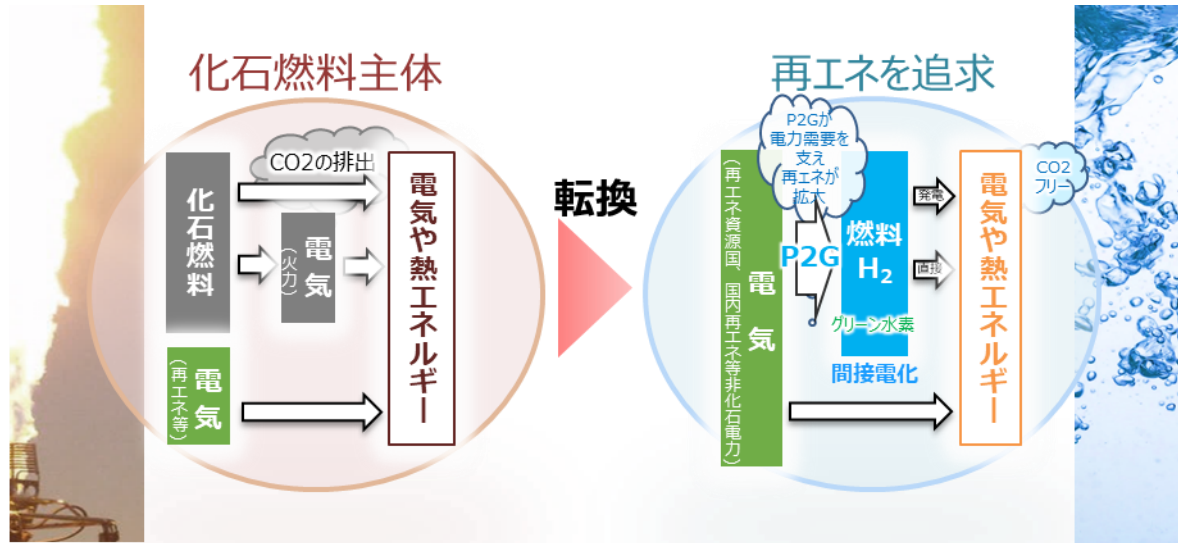 化石燃料主体
CO2の排出
化石燃料
電気
(火力)
電気や熱エネルギー
電気
(再エネ等)
転換
再エネを追求
P2Gが
電力需要を
支え
再エネが
拡大
電気
(再エネ資源国、国内再エネ等非化石電力)
P2G
燃料
H2
グリーン水素
間接電化
発電
直接
電気や熱エネルギー
CO2
フリー